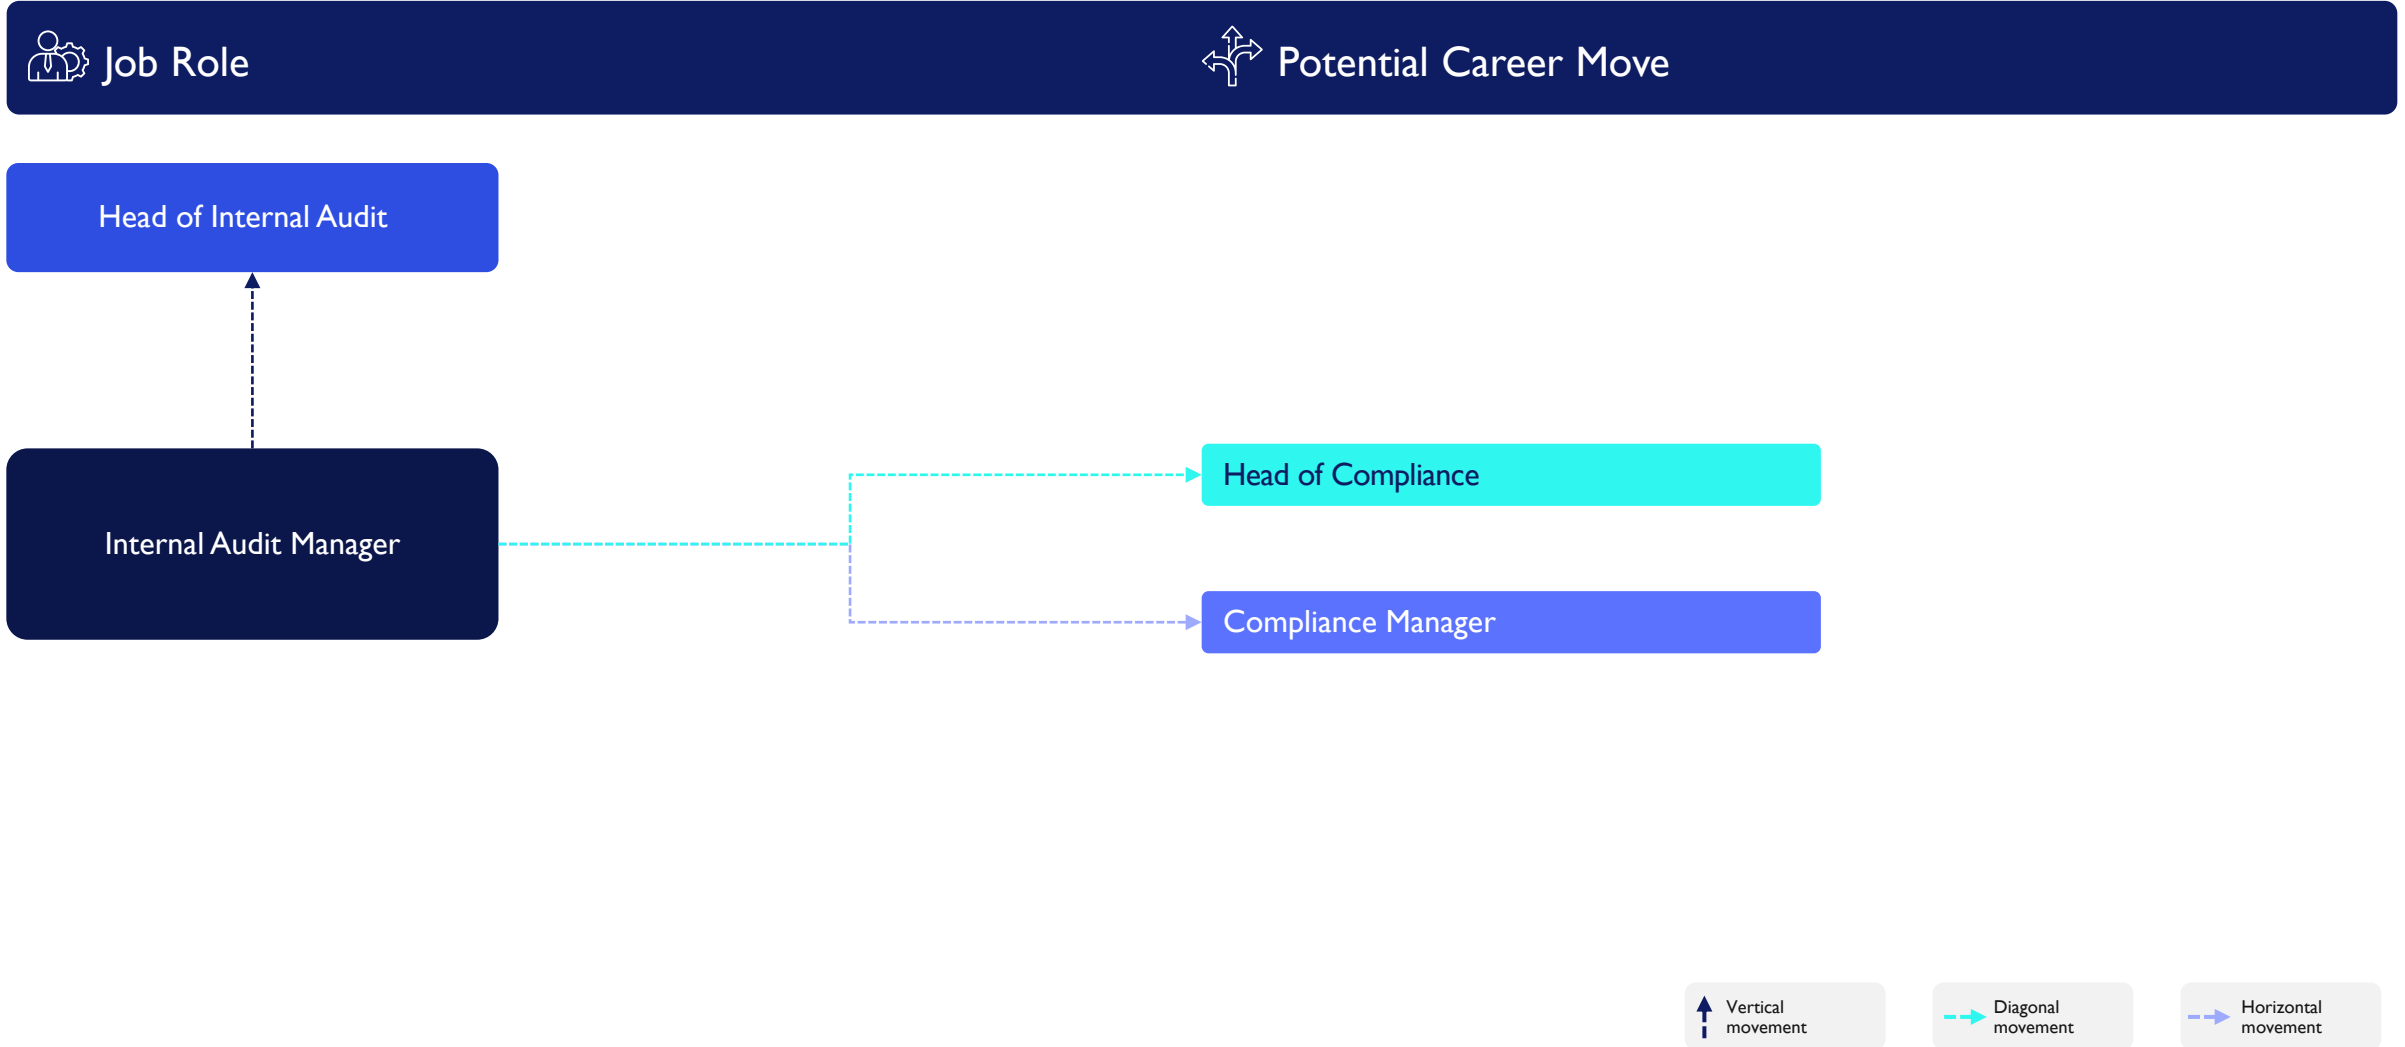 Job Role
Potential Career Move
Head of Internal Audit
Internal Audit Manager
Head of Compliance
Compliance Manager
Vertical
movement
Diagonal
movement
Horizontal
movement